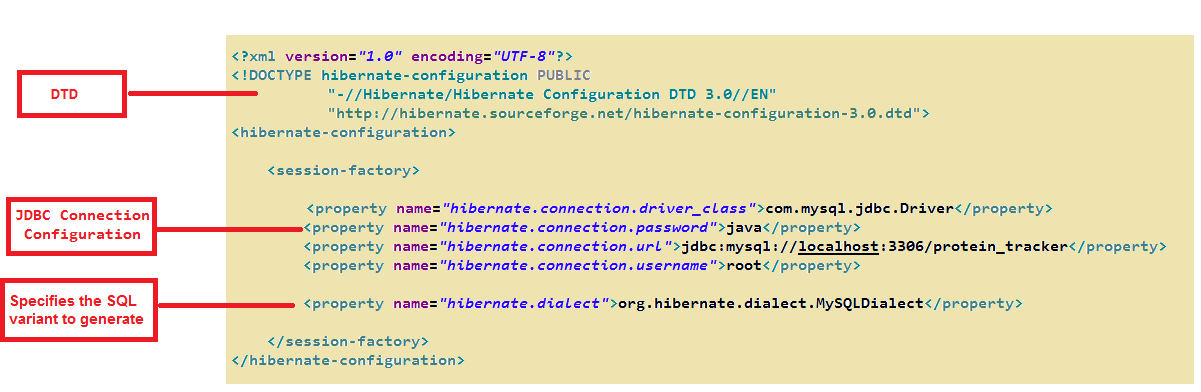 <?xml version="1.0" encoding="UTF-8"?>
<!DOCTYPE hibernate-configuration PUBLIC
DTD
"-//Hibernate/Hibernate Configuration DTD 3.0//EN"
"http://hibernate.sourceforge.net/hibernate-configuration-3.0.dtd">
<hibernate-configuration>
<session-factory>
JDBC Connection
Configuration
<property name="hibernate.connection.driver_class">com.mysql.jdbc.Driver</property>
<property name="hibernate.connection.password">java</property>
<property name="hibernate.connection.url">jdbc:mysql://localhost:3306/protein_tracker</property>
<property name="hibernate.connection.username">root</property>
Specifies the SQL
variant to generate
<property name="hibernate.dialect">org.hibernate.dialect.MySQLDialect</property>
</session-factory>
</hibernate-configuration>